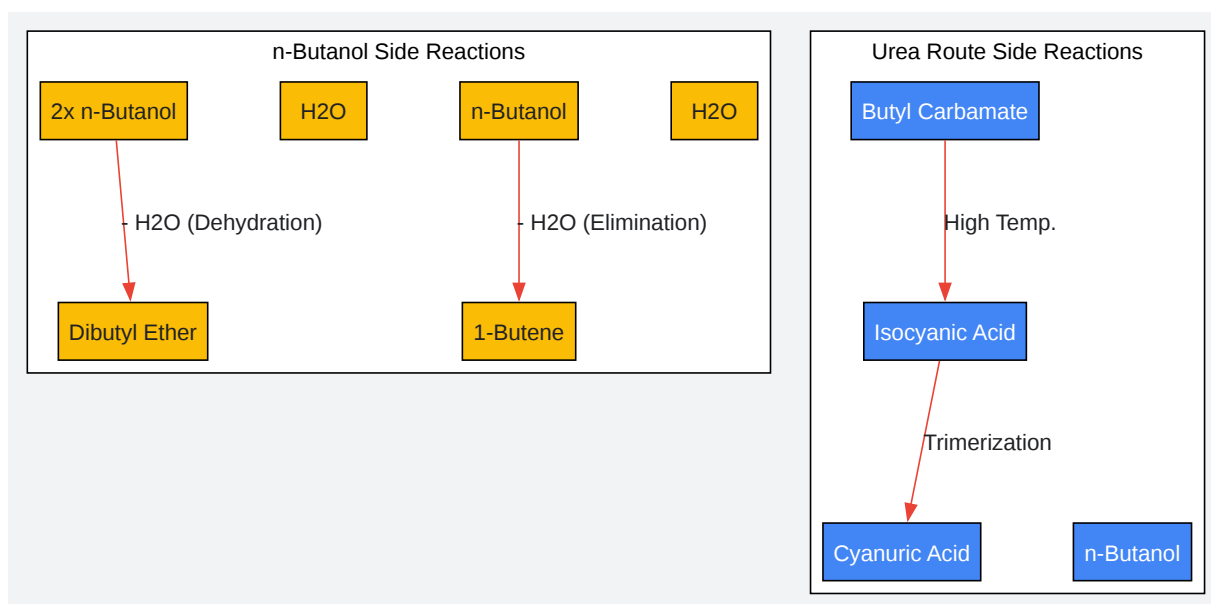 n-Butanol Side Reactions
2x n-Butanol
H2O
n-Butanol
H2O
- H2O (Dehydration)
- H2O (Elimination)
Dibutyl Ether
1-Butene
Urea Route Side Reactions
Butyl Carbamate
High Temp.
Isocyanic Acid
Trimerization
Cyanuric Acid
n-Butanol